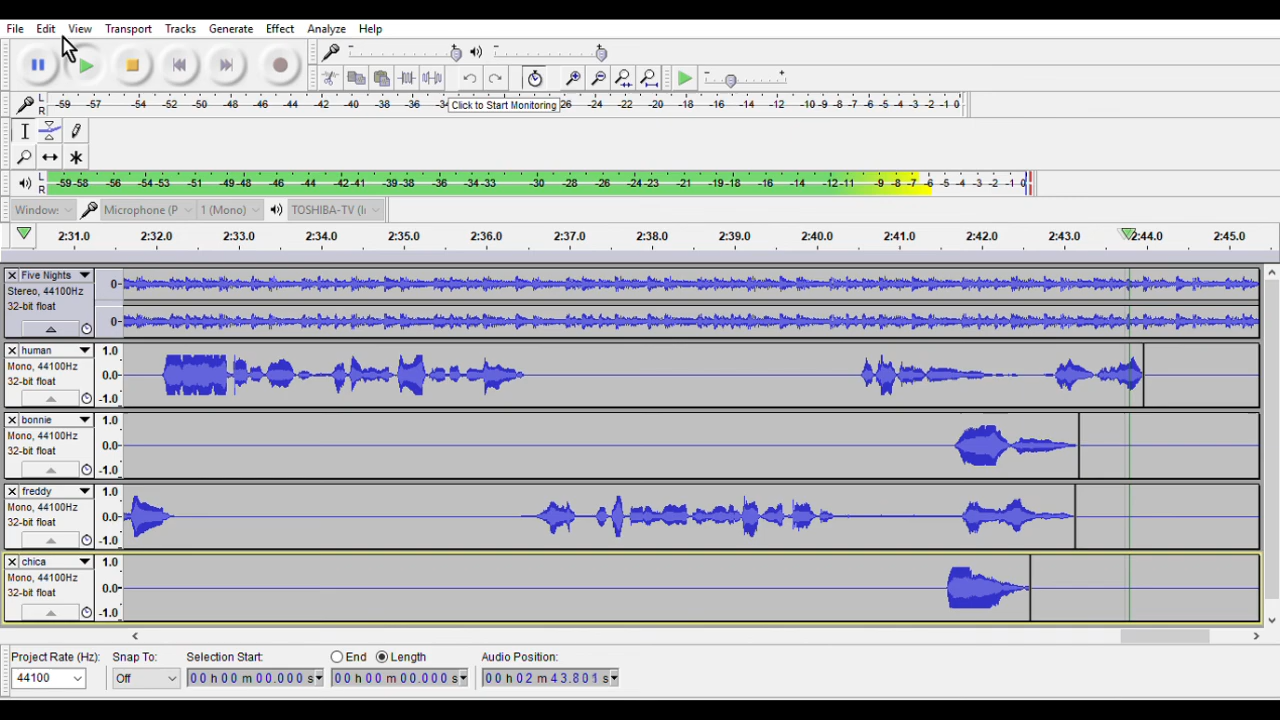 File Edit View Transport Tracks Generate Effect Analyze Help
L R -59 -57 -54 -51 -48 -45 -42 -40 -38 -36 Click to Start Monitoring 26 -24 -22 -20 -18 -16 -14 -12 -10 -9 -8 -7 -6 -5 -4 -3 -2 -1 0
L R -59-58 -56 -54-53 -51 -49-48 -46 -44 -42-41 -39-38 -36 -34-33 -30 -28 -26 -24-23 -21 -19-18 -16 -14 -12-11 -9 -8 -7 -6 -5 -4 -3 -2 -1 0
Microphone (P 1 (Mono) TOSHIBA-TV (I
2:31.0 2:32.0 2:33.0 2:34.0 2:35.0 2:36.0 2:37.0 2:38.0 2:39.0 2:40.0 2:41.0 2:42.0 2:43.0 2:44.0 2:45.0
Five Nights
Stereo, 44100Hz
32-bit float
0-
0-
human
Mono, 44100Hz
32-bit float
1.0
0.0-
-1.0
bonnie
Mono, 44100Hz
32-bit float
1.0
0.0-
-1.0
freddy
Mono, 44100Hz
32-bit float
1.0
0.0-
-1.0
chica
Mono, 44100Hz
32-bit float
1.0
0.0-
-1.0
Project Rate (Hz): Snap To: Selection Start: End Length Audio Position:
44100 Off 00 h 00 m 00.000 s 00 h 00 m 00.000 s 00 h 02 m 43.801 s